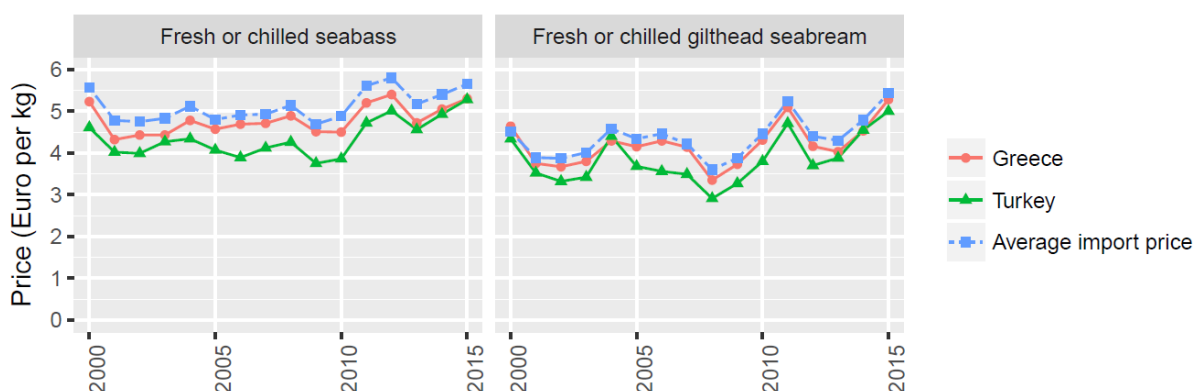 Fresh or chilled seabass
Fresh or chilled gilthead seabream
Price (Euro per kg)
6
5
4
3
2
1
0
2000
2005
2010
2015
2000
2005
2010
2015
Greece
Turkey
Average import price